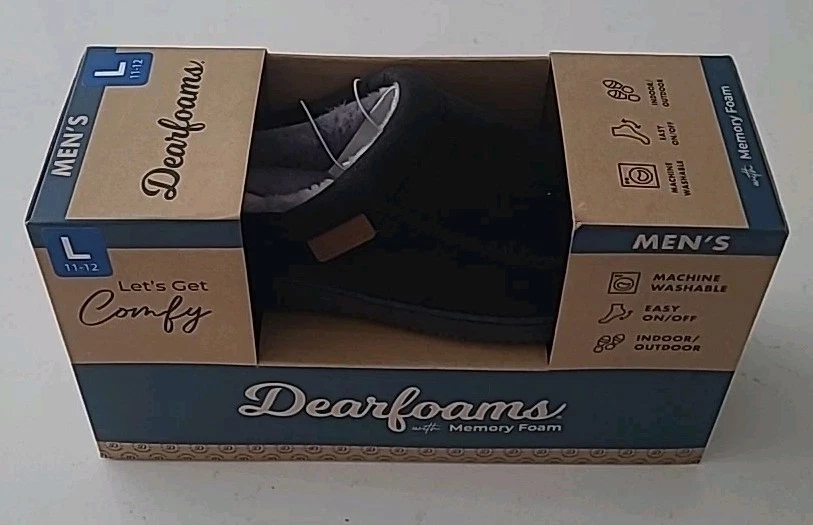 L
11-12
MEN'S
Dearfoams.
INDOOR/
OUTDOOR
EASY
ON/OFF
MACHINE
WASHABLE
with Memory Foam
L
11-12
Let's Get
Comfy
MEN'S
MACHINE
WASHABLE
EASY
ON/OFF
INDOOR/
OUTDOOR
Dearfoams.
with Memory Foam